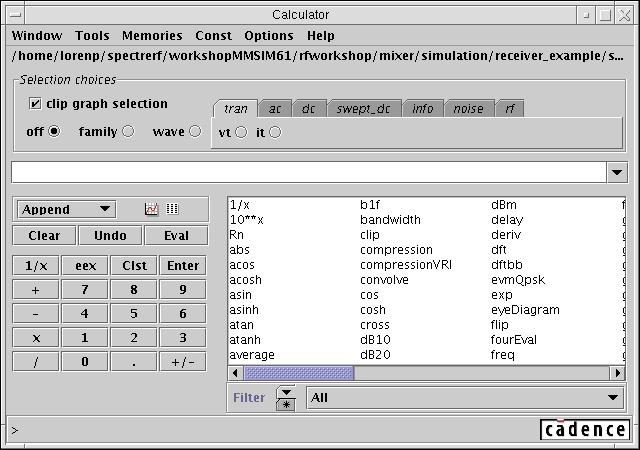 Calculator
Window Tools Memories Const Options Help
/home/lorenp/spectrerf/workshopMMSIM61/rfworkshop/mixer/simulation/receiver_example/s...
Selection choices
clip graph selection
tran ac dc swept_dc info noise rf
off family wave vt it
Append
Clear Undo Eval
1/x eex Clst Enter
+ 7 8 9
- 4 5 6
x 1 2 3
/ 0 . +/-
1/x b1f dBm f
10**x bandwidth delay g
Rn clip deriv g
abs compression dft g
acos compressionVRI dftbb g
acosh convolve evmQpsk g
asin cos exp g
asinh cosh eyeDiagram g
atan cross flip g
atanh dB10 fourEval g
average dB20 freq g
Filter * All
>
cādence